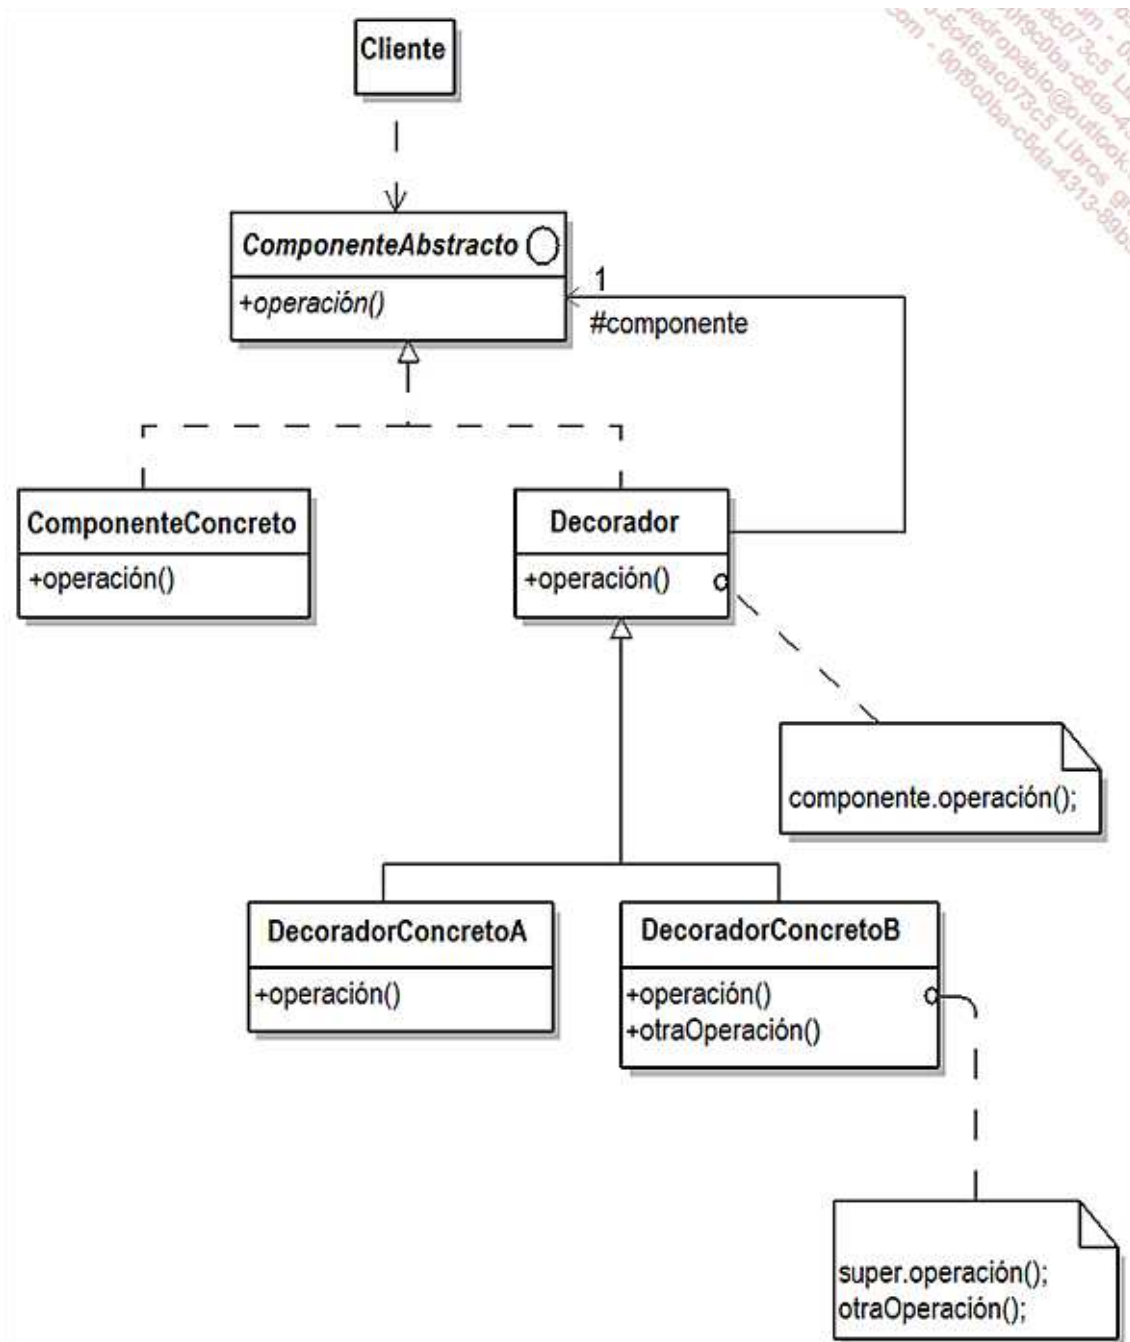 Cliente
ComponenteAbstracto
+operación()
1
#componente
ComponenteConcreto
+operación()
Decorador
+operación()
componente.operación();
DecoradorConcretoA
+operación()
DecoradorConcretoB
+operación()
+otraOperación()
super.operación();
otraOperación();